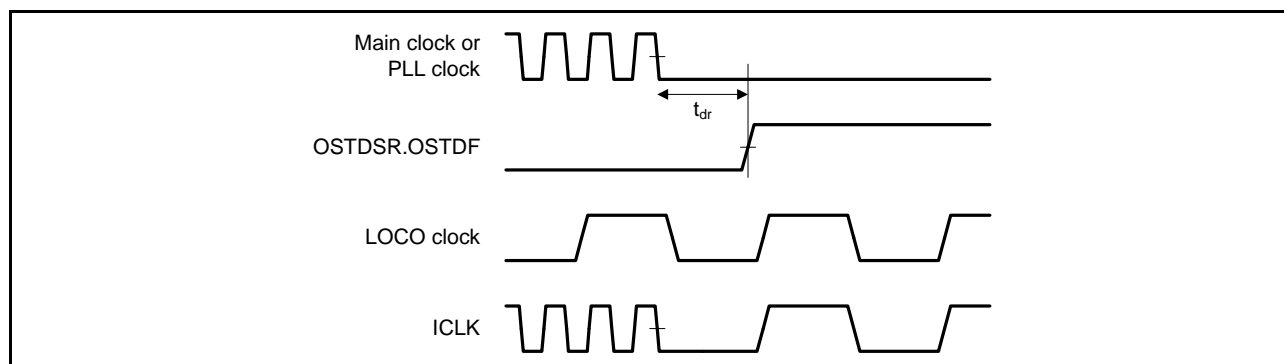 Main clock or
PLL clock
tdr
OSTDSR.OSTDF
LOCO clock
ICLK